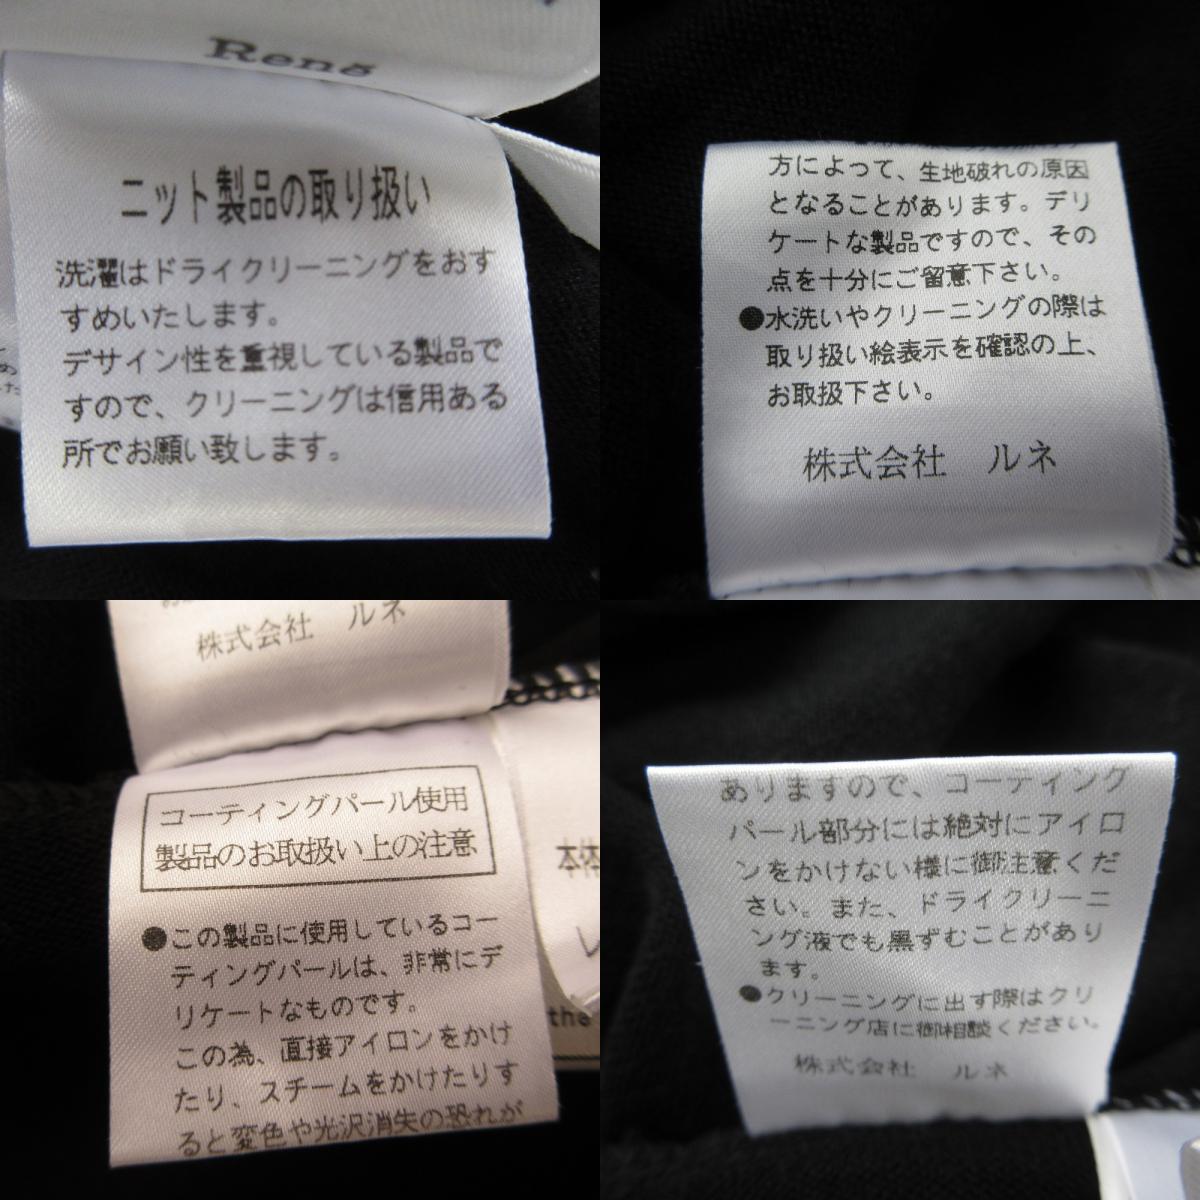 René
ニット製品の取り扱い
洗濯はドライクリーニングをおす
すめいたします。
デザイン性を重視している製品で
すので、クリーニングは信用ある
所でお願い致します。
方によって、生地破れの原因
となることがあります。デリ
ケートな製品ですので、その
点を十分にご留意下さい。
●水洗いやクリーニングの際は
取り扱い絵表示を確認の上、
お取扱下さい。
株式会社 ルネ
株式会社 ルネ
コーティングパール使用
製品のお取扱い上の注意
●この製品に使用しているコー
ティングパールは、非常にデ
リケートなものです。
この為、直接アイロンをかけ
たり、スチームをかけたりす
ると変色や光沢消失の恐れが
本体
レ
the
ありますので、コーティング
パール部分には絶対にアイロ
ンをかけない様に御注意くだ
さい。また、ドライクリーニ
ング液でも黒ずむことがあり
ます。
●クリーニングに出す際はクリ
ーニング店に御相談ください。
株式会社 ルネ